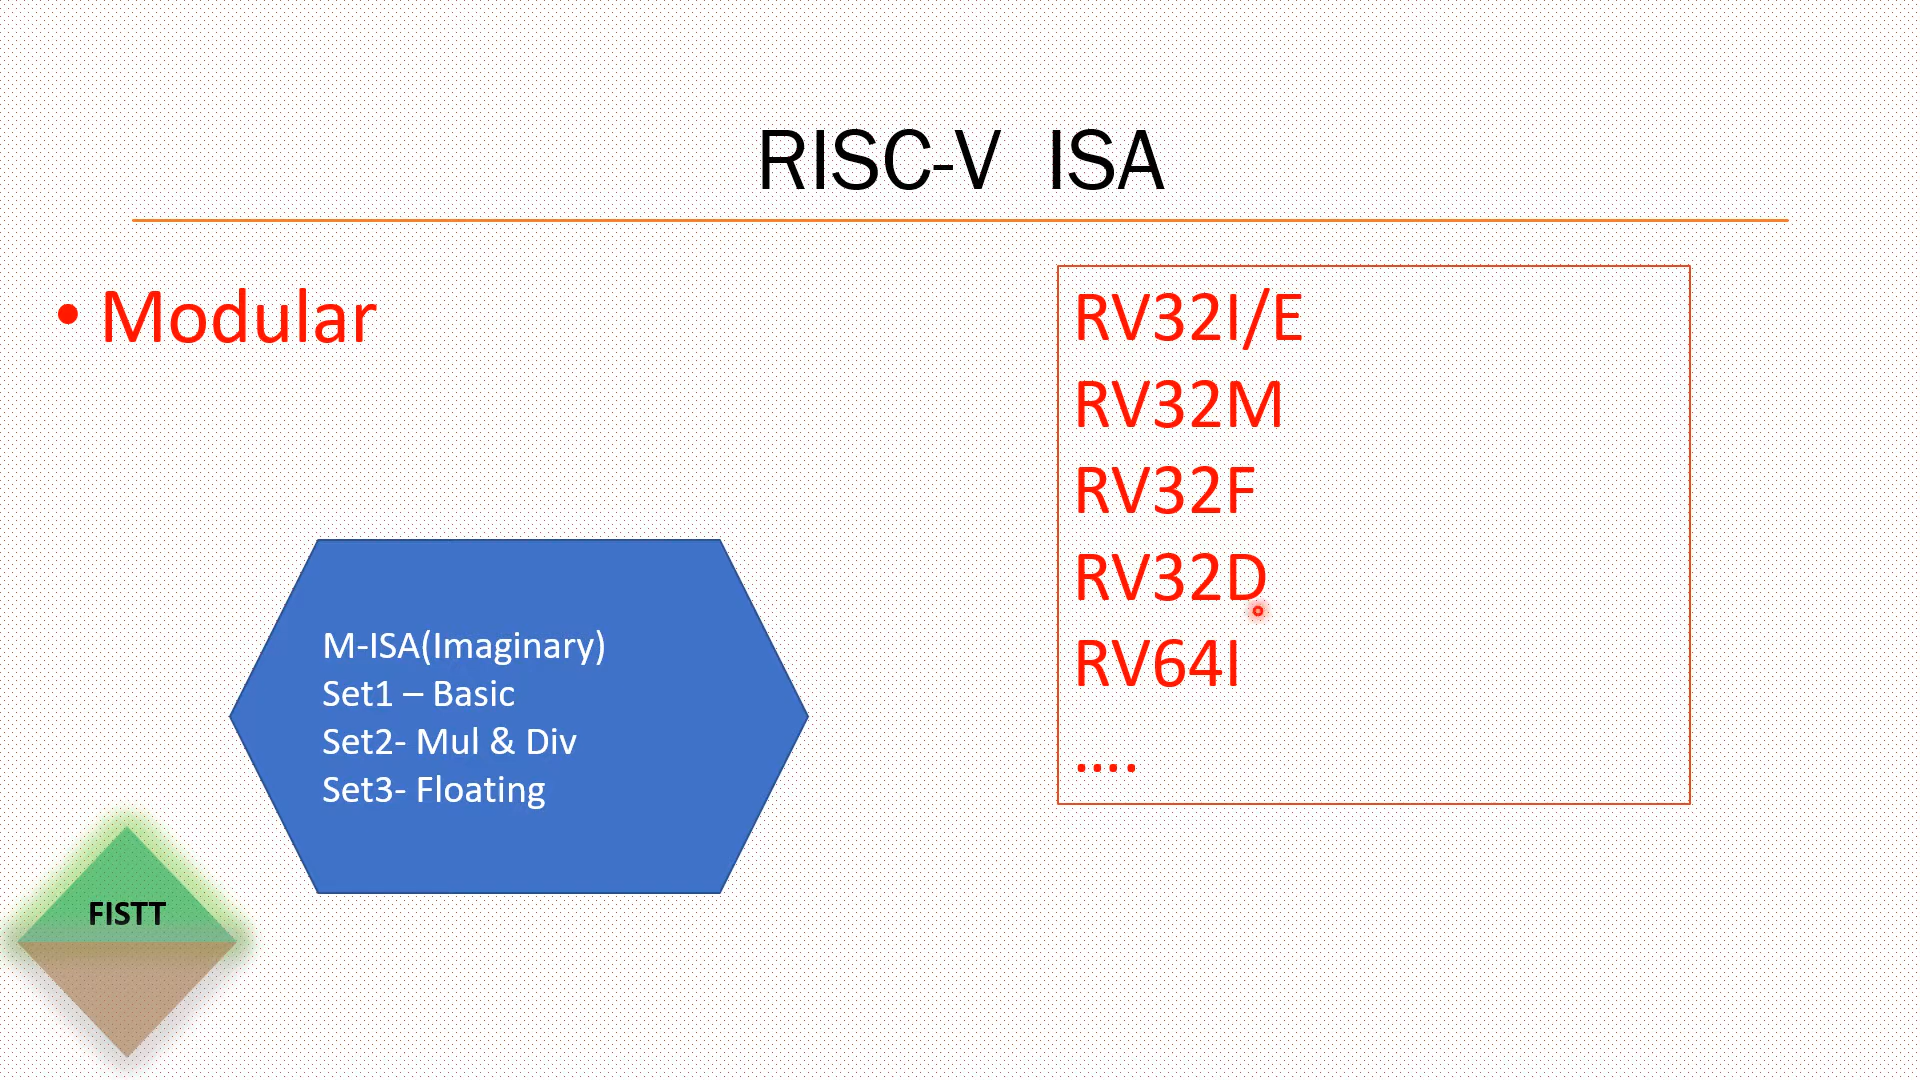 RISC-V ISA
• Modular
RV32I/E
RV32M
RV32F
RV32D
RV64I
....
M-ISA(Imaginary)
Set1 – Basic
Set2- Mul & Div
Set3- Floating
FISTT